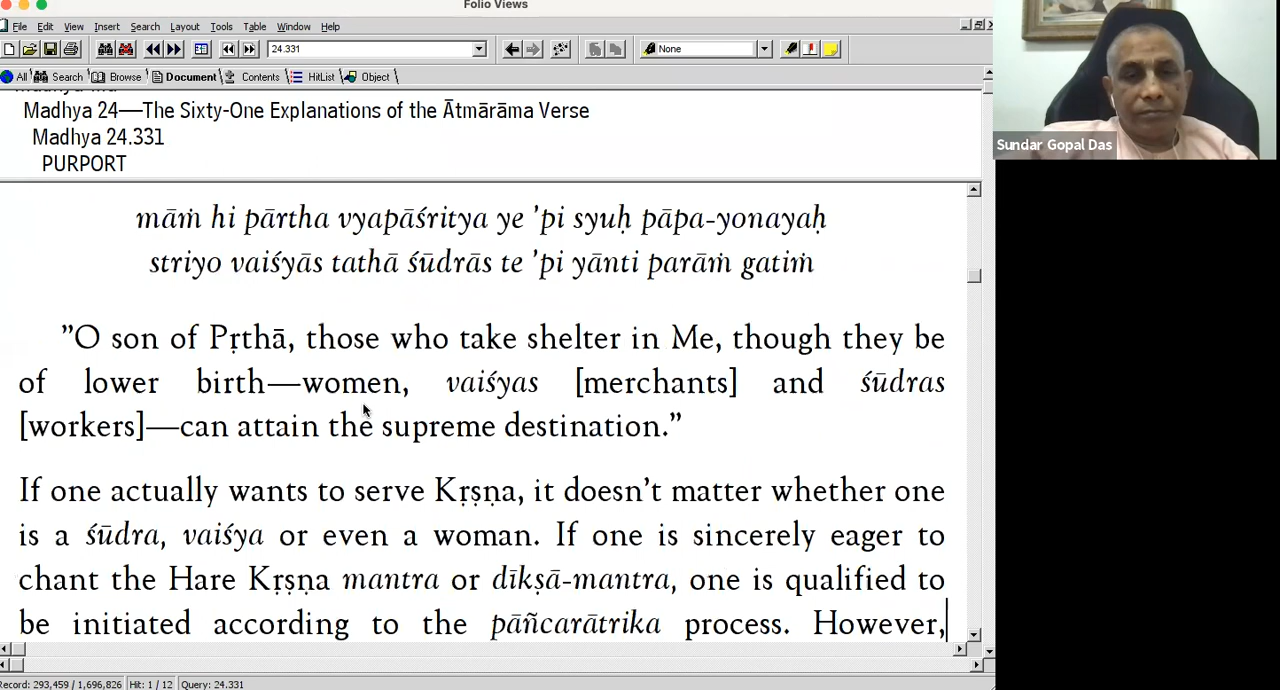 Folio Views
File Edit View Insert Search Layout Tools Table Window Help
24.331
None
All Search Browse Document Contents HitList Object
Madhya 24—The Sixty-One Explanations of the Ātmārāma Verse
Madhya 24.331
PURPORT
māṁ hi pārtha vyapāśritya ye ’pi syuḥ pāpa-yonayaḥ
striyo vaiśyās tathā śūdrās te ’pi yānti parāṁ gatiṁ
”O son of Pṛthā, those who take shelter in Me, though they be
of lower birth—women, vaiśyas [merchants] and śūdras
[workers]—can attain the supreme destination.”
If one actually wants to serve Kṛṣṇa, it doesn’t matter whether one
is a śūdra, vaiśya or even a woman. If one is sincerely eager to
chant the Hare Kṛṣṇa mantra or dīkṣā-mantra, one is qualified to
be initiated according to the pāñcarātrika process. However,
Record: 293,459 / 1,696,826 Hit: 1 / 12 Query: 24.331
Sundar Gopal Das